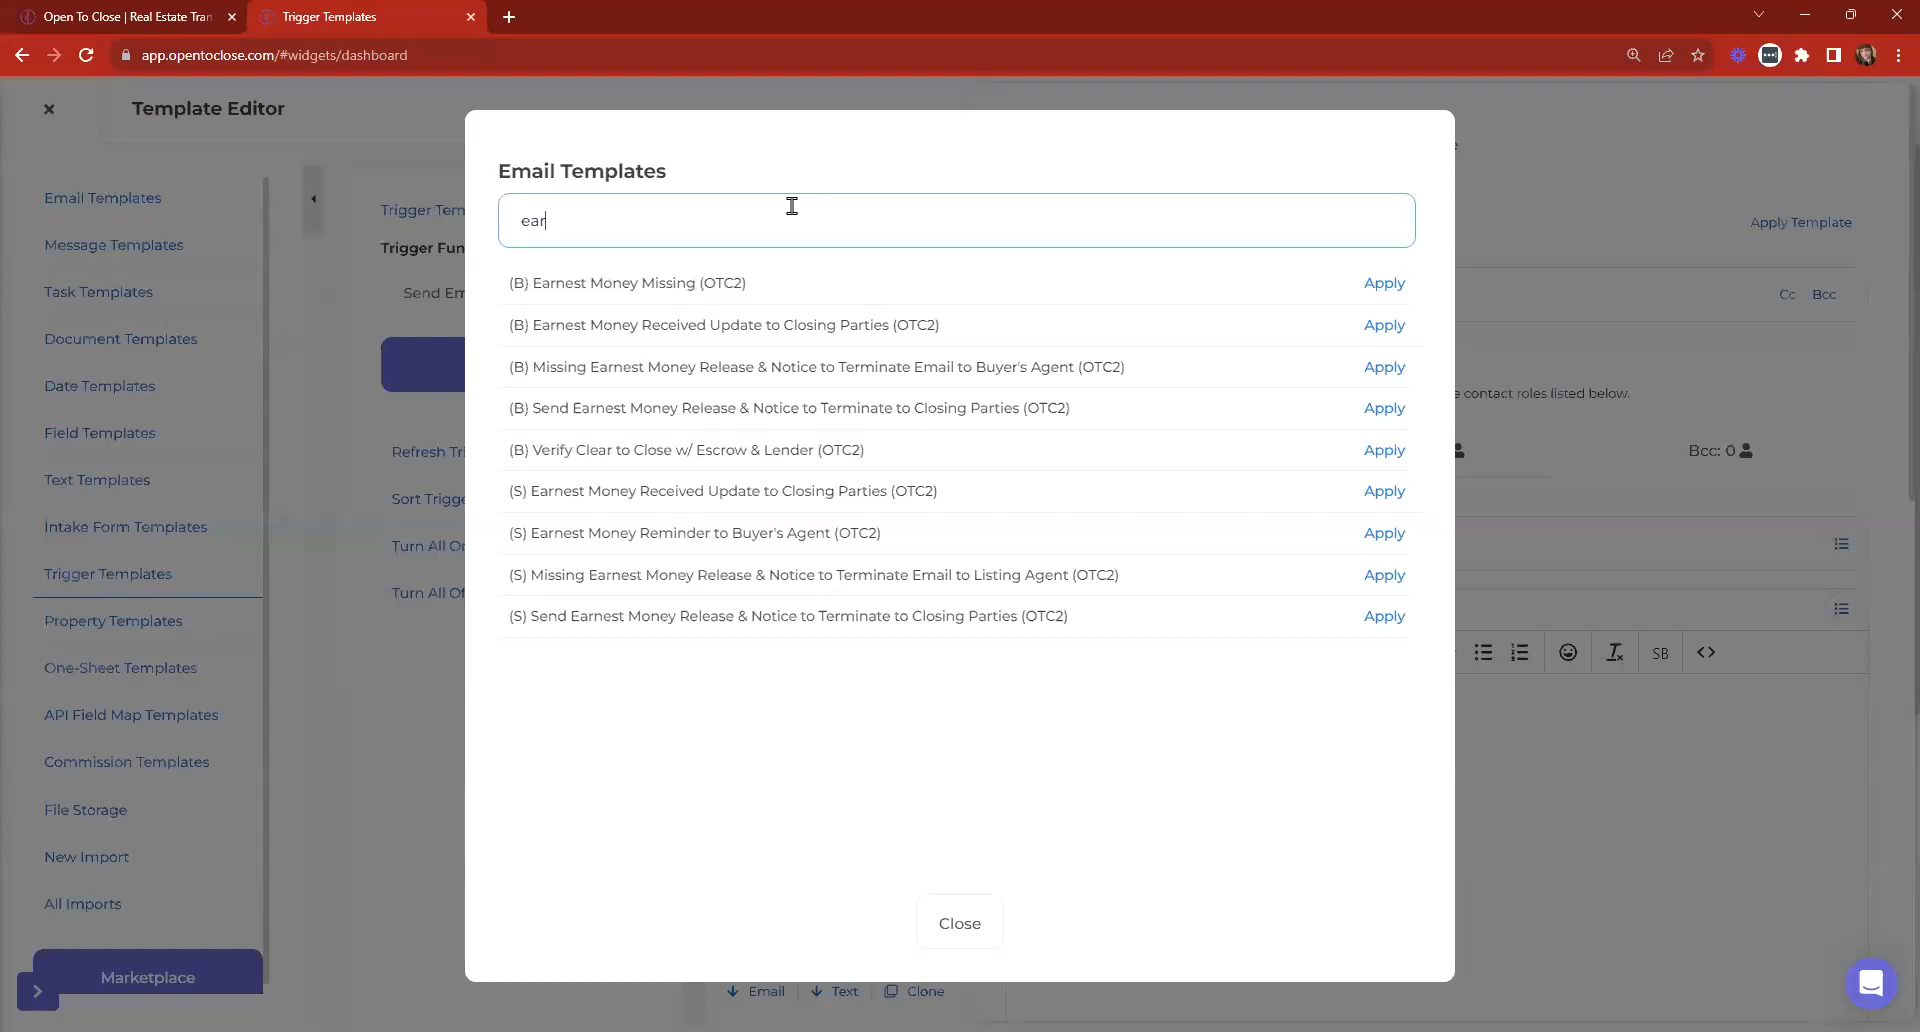 Open To Close | Real Estate Tran
Trigger Templates
app.opentoclose.com/#widgets/dashboard
Template Editor
Email Templates
Message Templates
Task Templates
Document Templates
Date Templates
Field Templates
Text Templates
Intake Form Templates
Trigger Templates
Property Templates
One-Sheet Templates
API Field Map Templates
Commission Templates
File Storage
New Import
All Imports
Marketplace
Trigger Tem
Trigger Fun
Send Em
Refresh Tri
Sort Trigge
Turn All On
Turn All Of
Email Templates
ear
(B) Earnest Money Missing (OTC2) Apply
(B) Earnest Money Received Update to Closing Parties (OTC2) Apply
(B) Missing Earnest Money Release & Notice to Terminate Email to Buyer's Agent (OTC2) Apply
(B) Send Earnest Money Release & Notice to Terminate to Closing Parties (OTC2) Apply
(B) Verify Clear to Close w/ Escrow & Lender (OTC2) Apply
(S) Earnest Money Received Update to Closing Parties (OTC2) Apply
(S) Earnest Money Reminder to Buyer's Agent (OTC2) Apply
(S) Missing Earnest Money Release & Notice to Terminate Email to Listing Agent (OTC2) Apply
(S) Send Earnest Money Release & Notice to Terminate to Closing Parties (OTC2) Apply
Close
Email Text Clone
Apply Template
Cc Bcc
e contact roles listed below.
Bcc: 0
SB